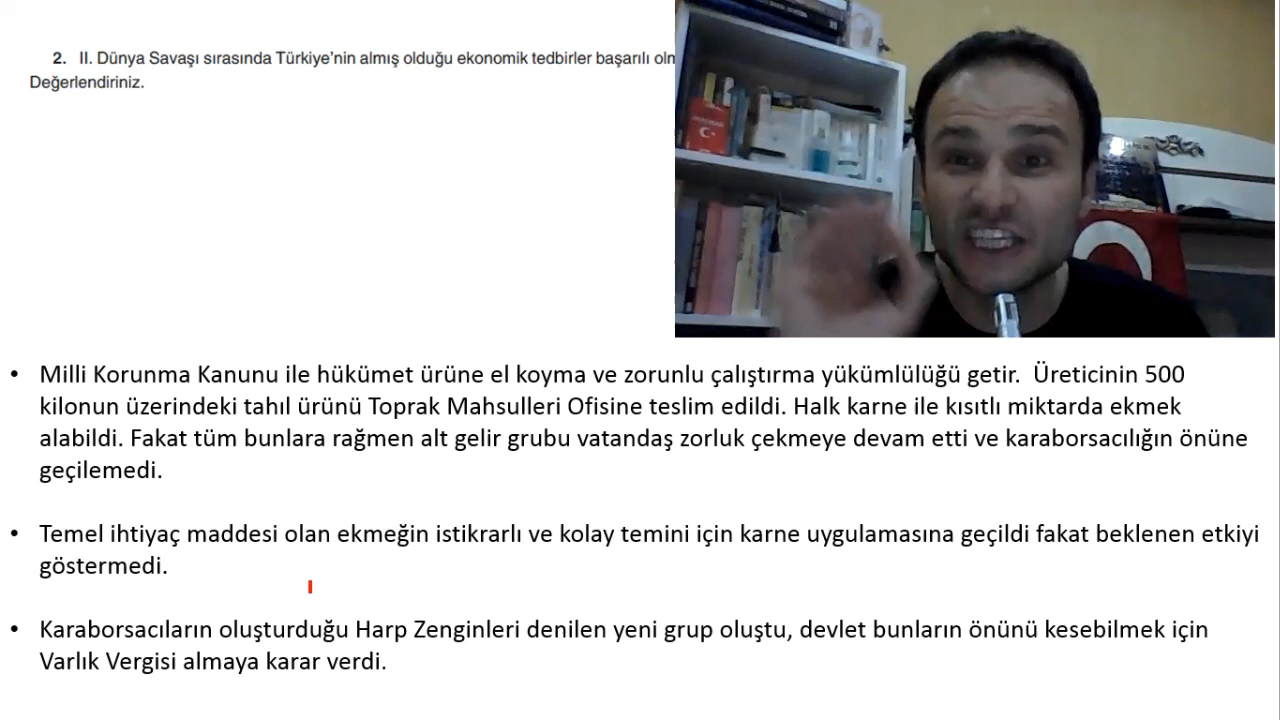 2. II. Dünya Savaşı sırasında Türkiye'nin almış olduğu ekonomik tedbirler başarılı
Değerlendiriniz.
• Milli Korunma Kanunu ile hükümet ürüne el koyma ve zorunlu çalıştırma yükümlülüğü getir. Üreticinin 500
kilonun üzerindeki tahıl ürünü Toprak Mahsulleri Ofisine teslim edildi. Halk karne ile kısıtlı miktarda ekmek
alabildi. Fakat tüm bunlara rağmen alt gelir grubu vatandaş zorluk çekmeye devam etti ve karaborsacılığın önüne
geçilemedi.
• Temel ihtiyaç maddesi olan ekmeğin istikrarlı ve kolay temini için karne uygulamasına geçildi fakat beklenen etkiyi
göstermedi.
• Karaborsacıların oluşturduğu Harp Zenginleri denilen yeni grup oluştu, devlet bunların önünü kesebilmek için
Varlık Vergisi almaya karar verdi.